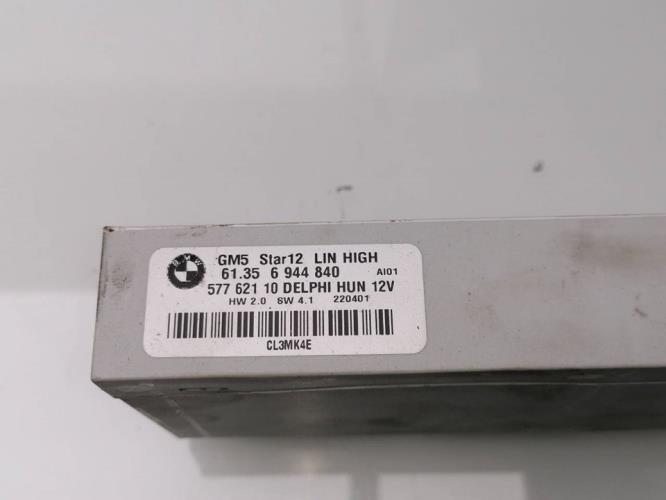 BMW
GM5 Star12 LIN HIGH
61.35 6 944 840 AI01
577 621 10 DELPHI HUN 12V
HW 2.0 SW 4.1 220401
CL3MK4E